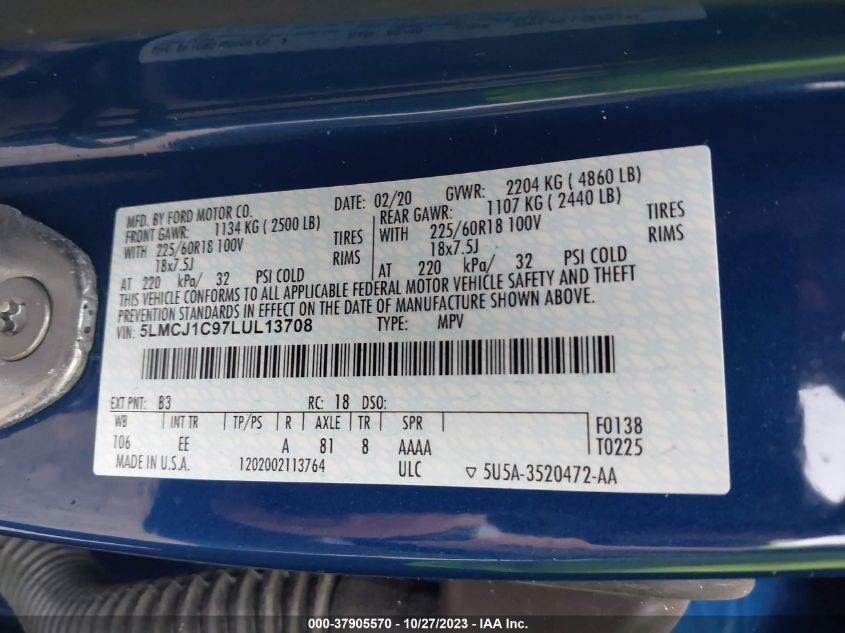 MFD. BY FORD MOTOR CO.
DATE: 02/20 GVWR: 2204 KG ( 4860 LB)
FRONT GAWR: 1134 KG ( 2500 LB) REAR GAWR: 1107 KG ( 2440 LB)
WITH 225/60R18 100V TIRES WITH 225/60R18 100V TIRES
18x7.5J RIMS 18x7.5J RIMS
AT 220 kPa/ 32 PSI COLD AT 220 kPa/ 32 PSI COLD
THIS VEHICLE CONFORMS TO ALL APPLICABLE FEDERAL MOTOR VEHICLE SAFETY AND THEFT
PREVENTION STANDARDS IN EFFECT ON THE DATE OF MANUFACTURE SHOWN ABOVE.
VIN: 5LMCJ1C97LUL13708 TYPE: MPV
EXT PNT: B3 RC: 18 DSO:
WB INT TR TP/PS R AXLE TR SPR F0138
106 EE A 81 8 AAAA T0225
MADE IN U.S.A. 1202002113764 ULC ▽ 5U5A-3520472-AA
000-37905570 - 10/27/2023 - IAAI.com